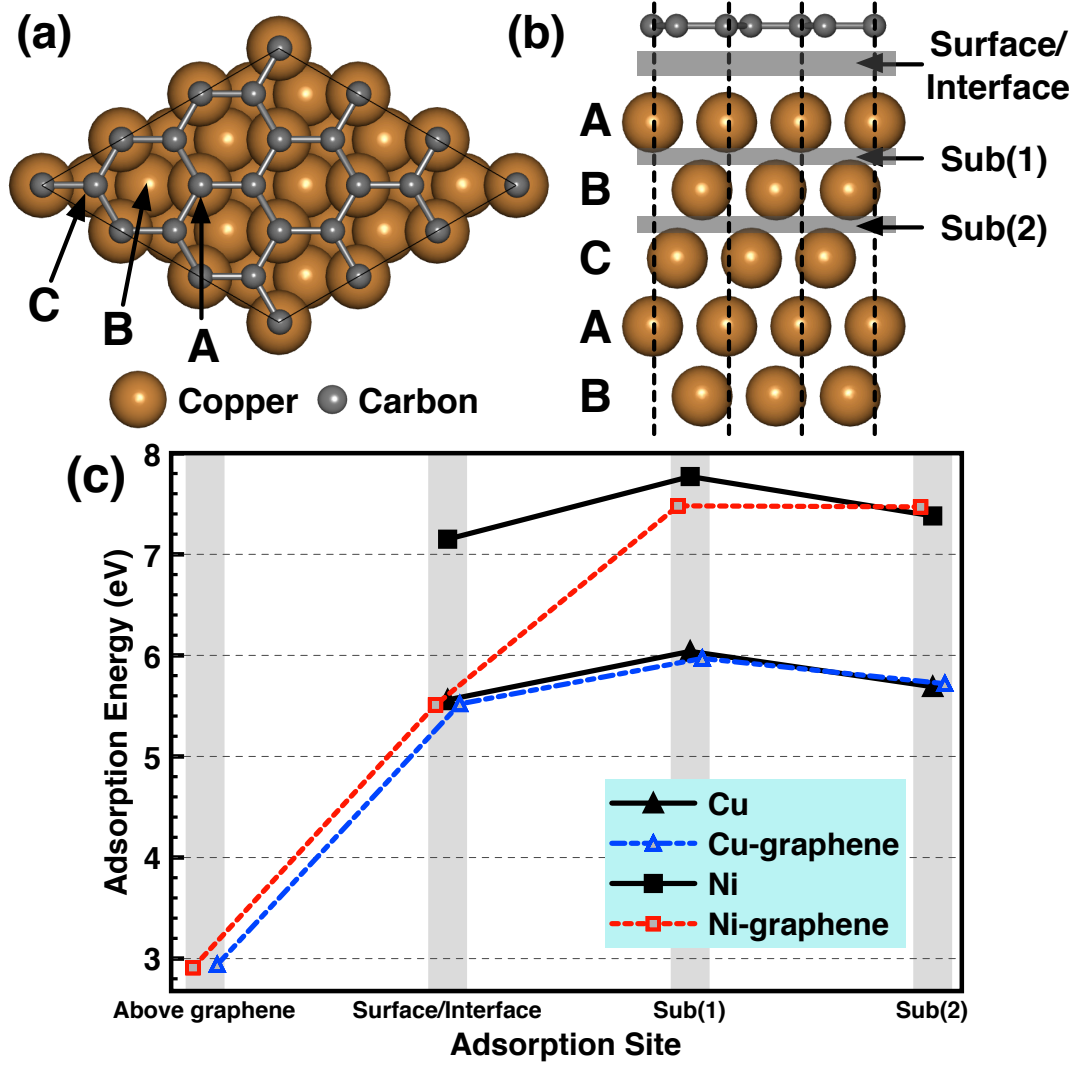 (a)
C
B
A
Copper
Carbon
(b)
Surface/
Interface
A
Sub(1)
B
Sub(2)
C
A
B
(c)
Adsorption Energy (eV)
8
7
6
5
4
3
Cu
Cu-graphene
Ni
Ni-graphene
Above graphene
Surface/Interface
Sub(1)
Sub(2)
Adsorption Site